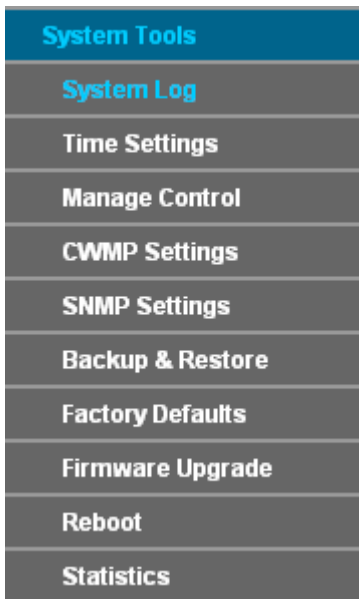 System Tools
System Log
Time Settings
Manage Control
CWMP Settings
SNMP Settings
Backup & Restore
Factory Defaults
Firmware Upgrade
Reboot
Statistics